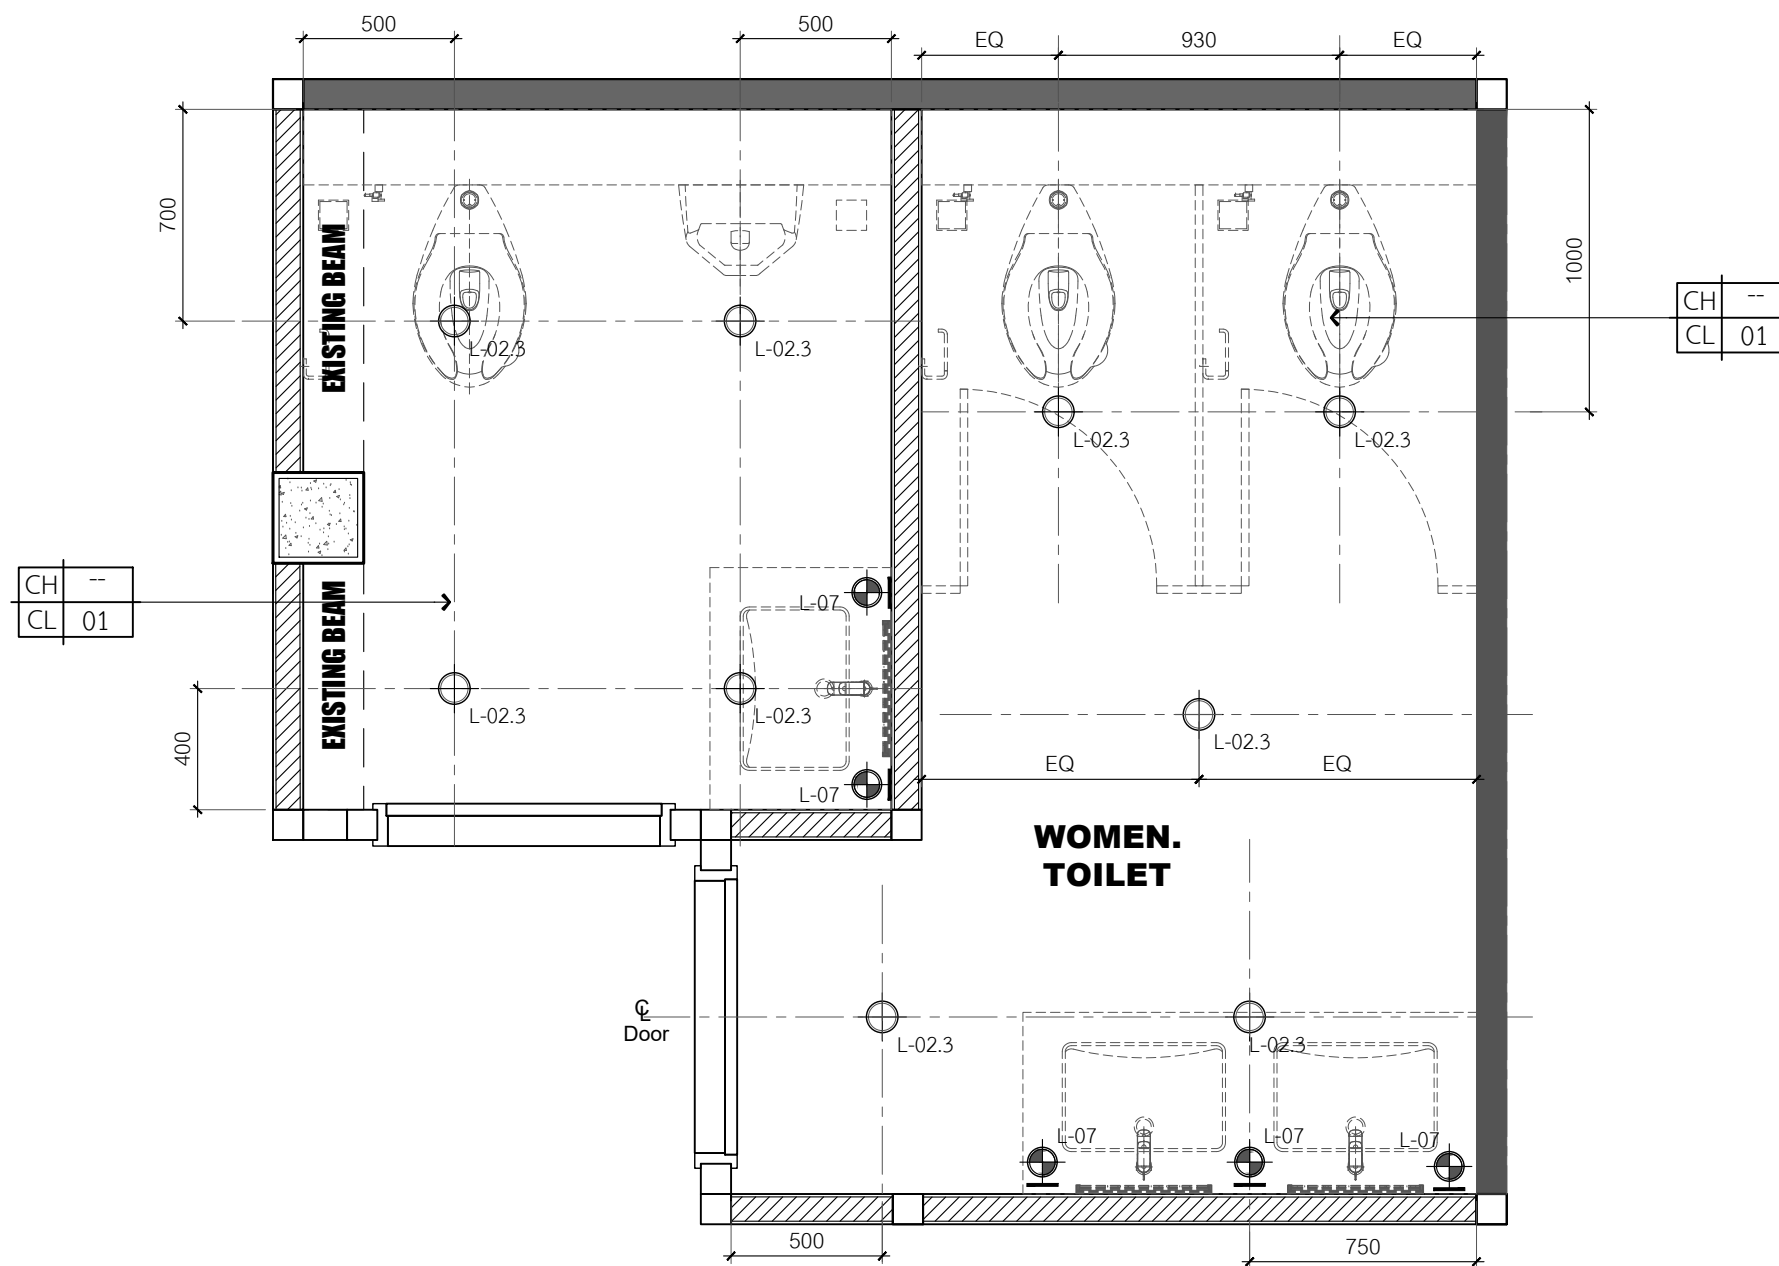 500
500
EQ
930
EQ
700
1000
EXISTING BEAM
L-02.3
L-02.3
CH
--
CL
01
L-02.3
L-02.3
CH
--
CL
01
L-07
EXISTING BEAM
L-02.3
L-02.3
L-02.3
400
EQ
EQ
L-07
WOMEN.
TOILET
℄
Door
L-02.3
L-02.3
L-07
L-07
L-07
500
750